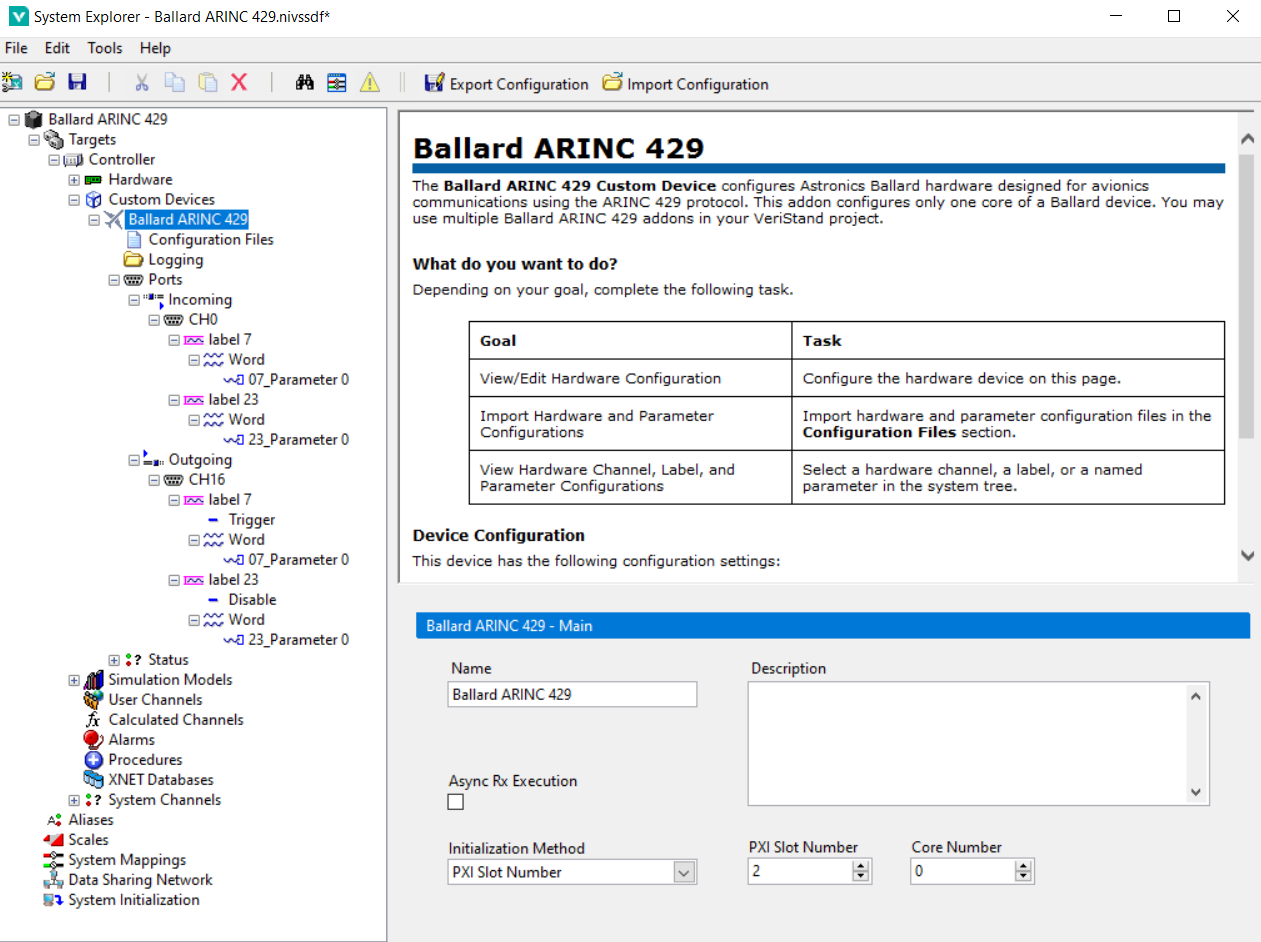 System Explorer - Ballard ARINC 429.nivssdf*
File Edit Tools Help
Export Configuration Import Configuration
Ballard ARINC 429
Targets
Controller
Hardware
Custom Devices
Ballard ARINC 429
Configuration Files
Logging
Ports
Incoming
CH0
label 7
Word
07_Parameter 0
label 23
Word
23_Parameter 0
Outgoing
CH16
label 7
Trigger
Word
07_Parameter 0
label 23
Disable
Word
23_Parameter 0
Status
Simulation Models
User Channels
Calculated Channels
Alarms
Procedures
XNET Databases
System Channels
Aliases
Scales
System Mappings
Data Sharing Network
System Initialization
Ballard ARINC 429
The Ballard ARINC 429 Custom Device configures Astronics Ballard hardware designed for avionics
communications using the ARINC 429 protocol. This addon configures only one core of a Ballard device. You may
use multiple Ballard ARINC 429 addons in your VeriStand project.
What do you want to do?
Depending on your goal, complete the following task.
Goal Task
View/Edit Hardware Configuration Configure the hardware device on this page.
Import Hardware and Parameter
Configurations
Import hardware and parameter configuration files in the
Configuration Files section.
View Hardware Channel, Label, and
Parameter Configurations
Select a hardware channel, a label, or a named
parameter in the system tree.
Device Configuration
This device has the following configuration settings:
Ballard ARINC 429 - Main
Name
Ballard ARINC 429
Description
Async Rx Execution
Initialization Method
PXI Slot Number
PXI Slot Number
2
Core Number
0